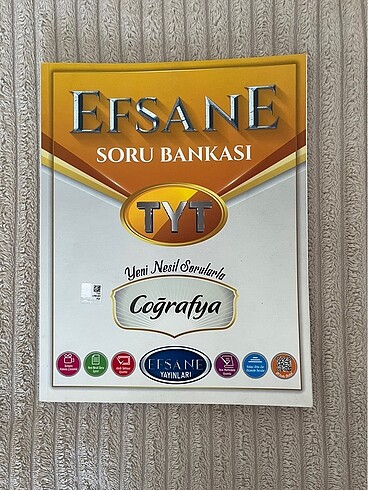 EFSANE
SORU BANKASI
TYT
Yeni Nesil Sorularla
Coğrafya
EFSANE
YAYINLARI